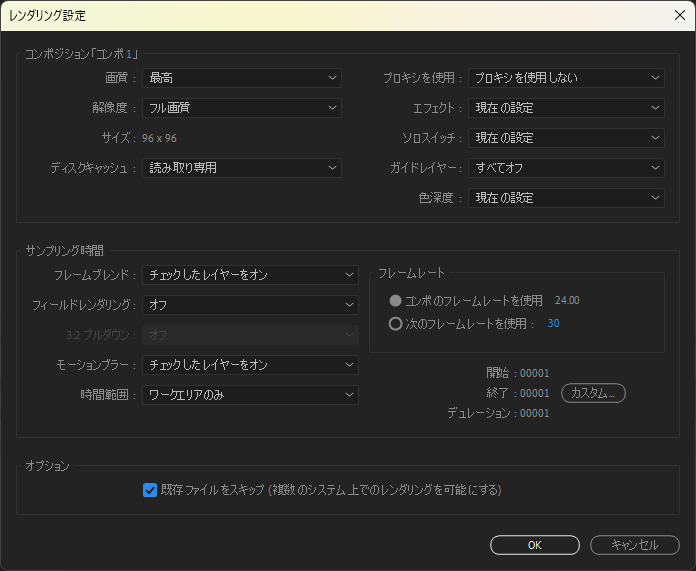 レンダリング設定
コンポジション「コンポ 1」
画質 : 最高
プロキシを使用 : プロキシを使用しない
解像度 : フル画質
エフェクト : 現在の設定
サイズ : 96 x 96
ソロスイッチ : 現在の設定
ディスクキャッシュ : 読み取り専用
ガイドレイヤー : すべてオフ
色深度 : 現在の設定
サンプリング時間
フレームブレンド : チェックしたレイヤーをオン
フィールドレンダリング : オフ
3:2 プルダウン : オフ
モーションブラー : チェックしたレイヤーをオン
時間範囲 : ワークエリアのみ
フレームレート
コンポのフレームレートを使用 24.00
次のフレームレートを使用 : 30
開始 : 00001
終了 : 00001 カスタム...
デュレーション : 00001
オプション
既存ファイルをスキップ (複数のシステム上でのレンダリングを可能にする)
OK キャンセル